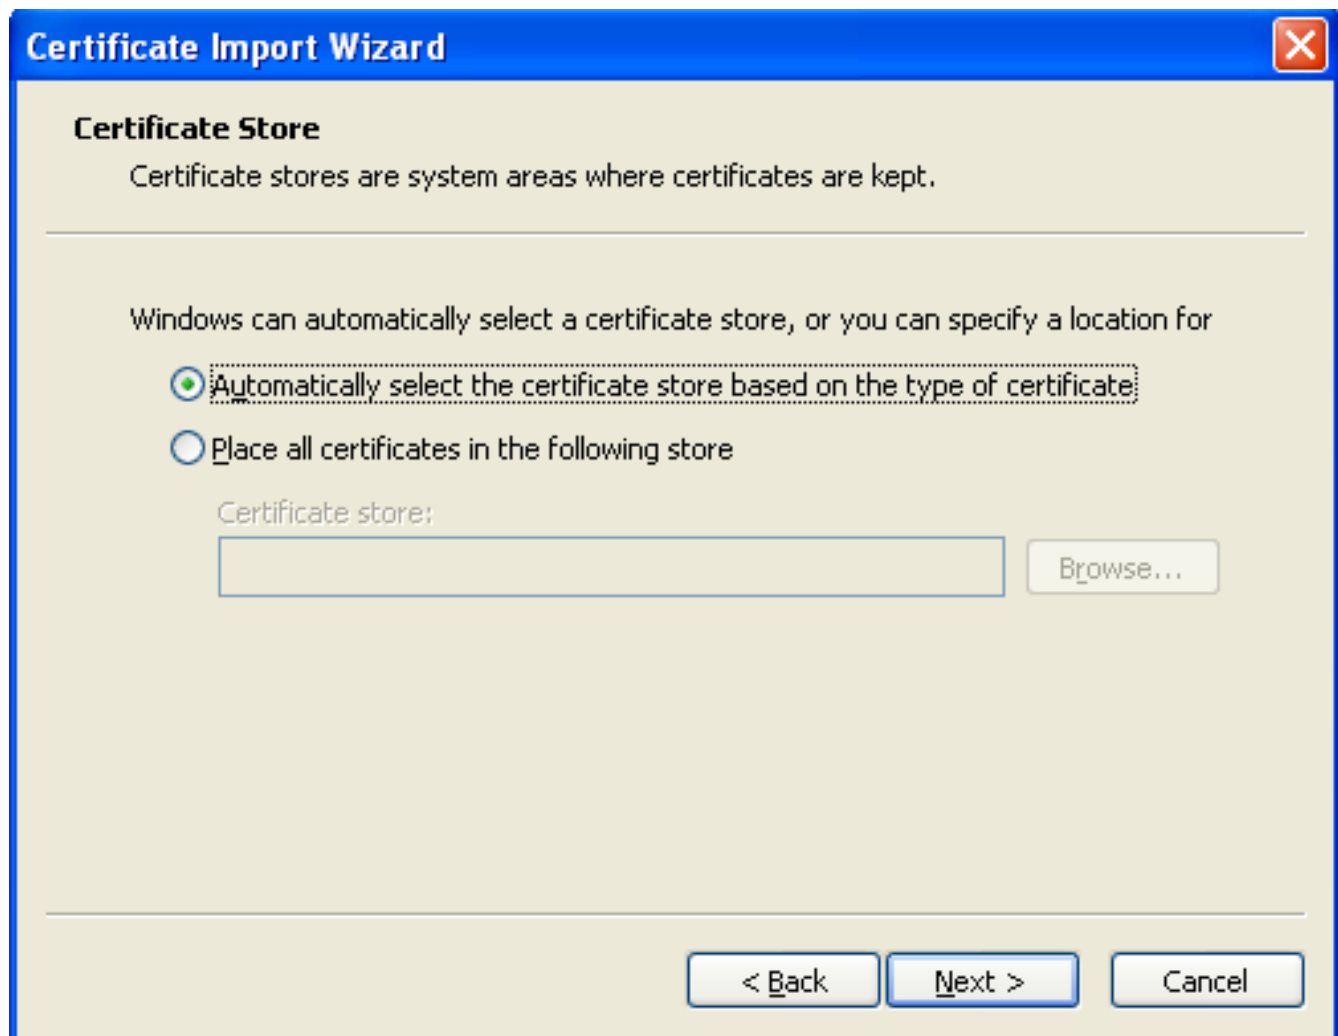 Certificate Import Wizard
Certificate Store
Certificate stores are system areas where certificates are kept.
Windows can automatically select a certificate store, or you can specify a location for
Automatically select the certificate store based on the type of certificate
Place all certificates in the following store
Certificate store:
Browse...
< Back Next > Cancel